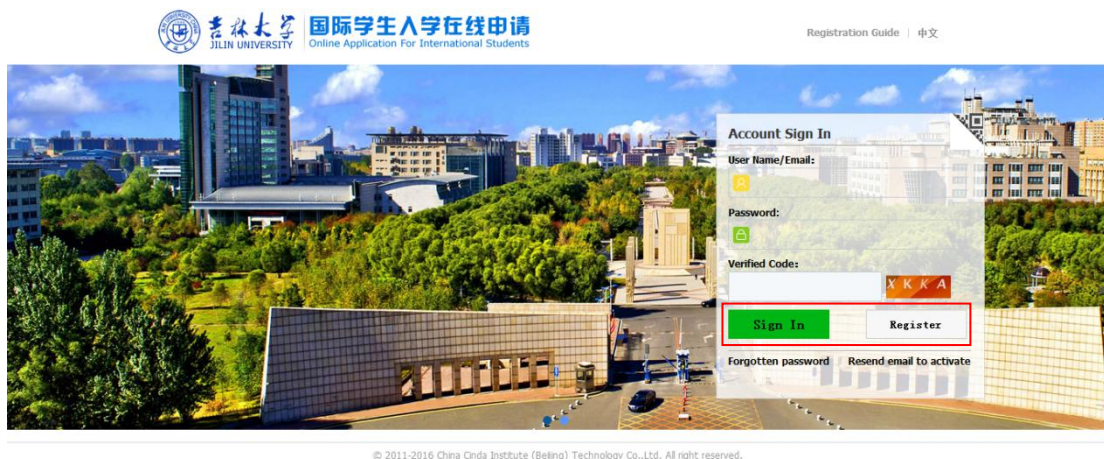 吉林大学
JILIN UNIVERSITY
国际学生入学在线申请
Online Application For International Students
Registration Guide | 中文
Account Sign In
User Name/Email:
Password:
Verified Code:
X K K A
Sign In
Register
Forgotten password
Resend email to activate
© 2011-2016 China Cinda Institute (Beijing) Technology Co.,Ltd. All right reserved.